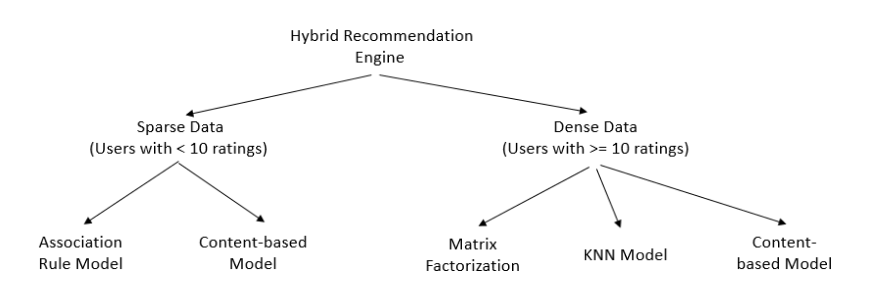 Hybrid Recommendation
Engine
Sparse Data
(Users with < 10 ratings)
Dense Data
(Users with >= 10 ratings)
Association
Rule Model
Content-based
Model
Matrix
Factorization
KNN Model
Content-
based Model